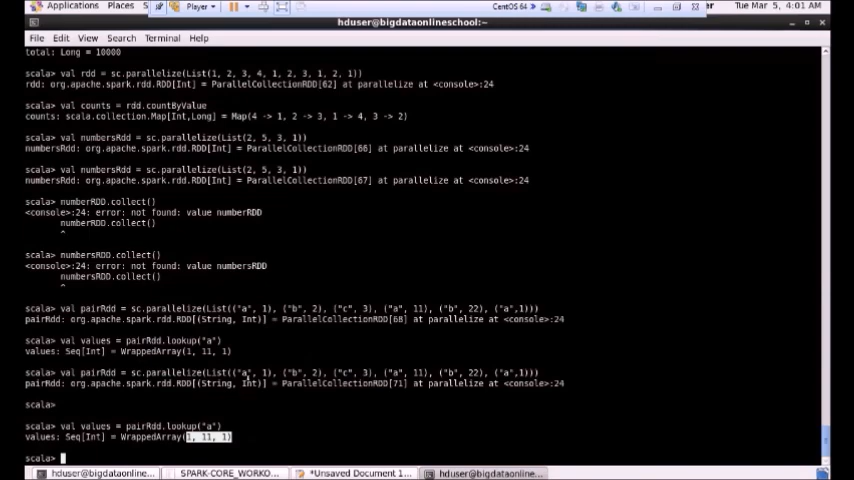 Applications Places
Player
CentOS 64
Tue Mar 5, 4:01 AM
hduser@bigdataonlineschool:~
File Edit View Search Terminal Help
total: Long = 10000
scala> val rdd = sc.parallelize(List(1, 2, 3, 4, 1, 2, 3, 1, 2, 1))
rdd: org.apache.spark.rdd.RDD[Int] = ParallelCollectionRDD[62] at parallelize at <console>:24
scala> val counts = rdd.countByValue
counts: scala.collection.Map[Int,Long] = Map(4 -> 1, 2 -> 3, 1 -> 4, 3 -> 2)
scala> val numbersRdd = sc.parallelize(List(2, 5, 3, 1))
numbersRdd: org.apache.spark.rdd.RDD[Int] = ParallelCollectionRDD[66] at parallelize at <console>:24
scala> val numbersRdd = sc.parallelize(List(2, 5, 3, 1))
numbersRdd: org.apache.spark.rdd.RDD[Int] = ParallelCollectionRDD[67] at parallelize at <console>:24
scala> numberRDD.collect()
<console>:24: error: not found: value numberRDD
numberRDD.collect()
^
scala> numbersRDD.collect()
<console>:24: error: not found: value numbersRDD
numbersRDD.collect()
^
scala> val pairRdd = sc.parallelize(List(("a", 1), ("b", 2), ("c", 3), ("a", 11), ("b", 22), ("a",1)))
pairRdd: org.apache.spark.rdd.RDD[(String, Int)] = ParallelCollectionRDD[68] at parallelize at <console>:24
scala> val values = pairRdd.lookup("a")
values: Seq[Int] = WrappedArray(1, 11, 1)
scala> val pairRdd = sc.parallelize(List(("a", 1), ("b", 2), ("c", 3), ("a", 11), ("b", 22), ("a",1)))
pairRdd: org.apache.spark.rdd.RDD[(String, Int)] = ParallelCollectionRDD[71] at parallelize at <console>:24
scala>
scala> val values = pairRdd.lookup("a")
values: Seq[Int] = WrappedArray(1, 11, 1)
scala>
hduser@bigdataonline... SPARK-CORE_WORKO... *Unsaved Document 1... hduser@bigdataonline...